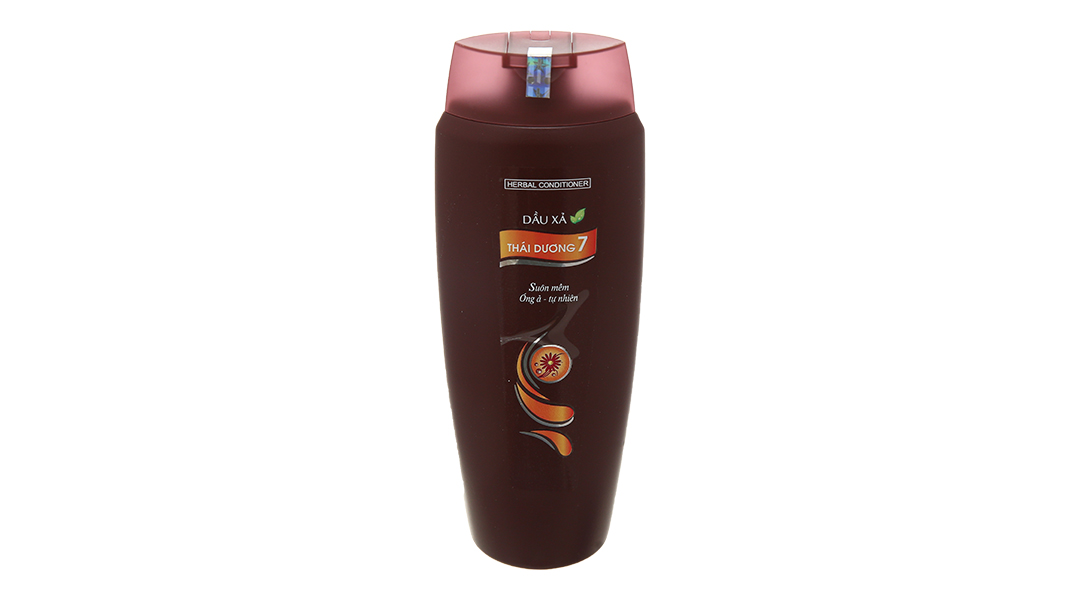 HERBAL CONDITIONER
DẦU XẢ
THÁI DƯƠNG 7
Suôn mềm
Óng ả - tự nhiên